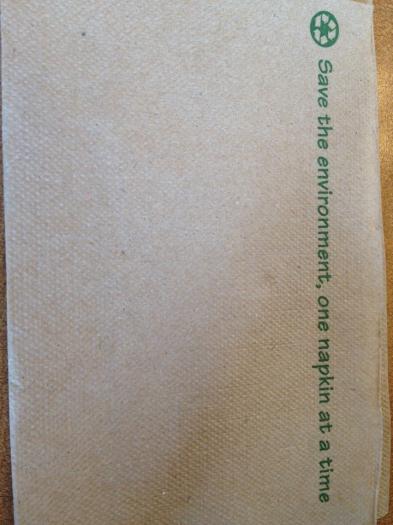 Save the environment, one napkin at a time